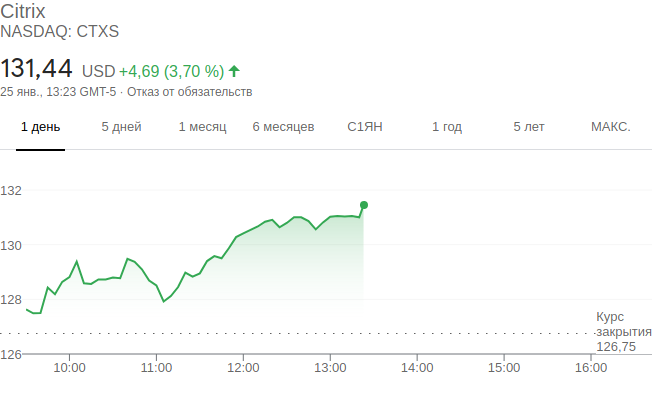 Citrix
NASDAQ: CTXS
131,44 USD +4,69 (3,70 %)
25 янв., 13:23 GMT-5 · Отказ от обязательств
1 день 5 дней 1 месяц 6 месяцев С1ЯН 1 год 5 лет МАКС.
132
130
128
126
Курс
закрытия
126,75
10:00 11:00 12:00 13:00 14:00 15:00 16:00